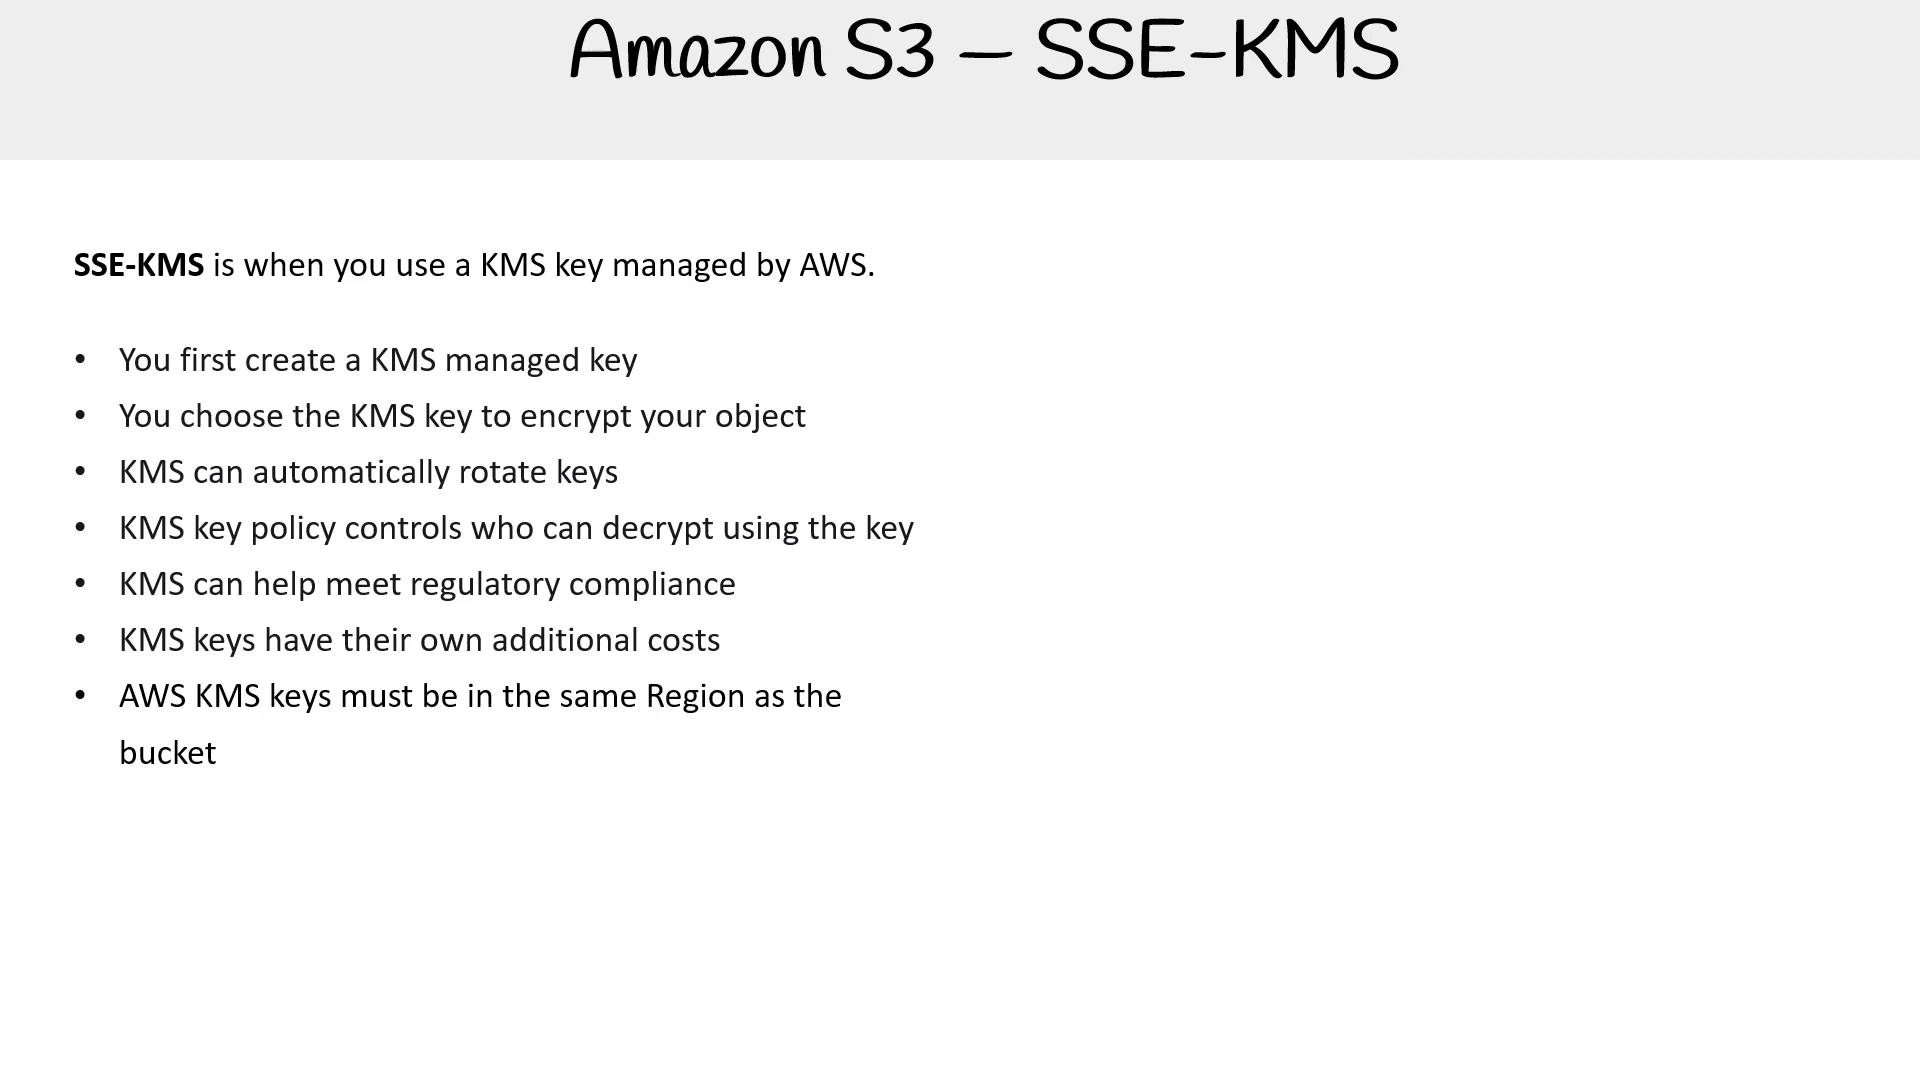 Amazon S3 – SSE-KMS
SSE-KMS is when you use a KMS key managed by AWS.
• You first create a KMS managed key
• You choose the KMS key to encrypt your object
• KMS can automatically rotate keys
• KMS key policy controls who can decrypt using the key
• KMS can help meet regulatory compliance
• KMS keys have their own additional costs
• AWS KMS keys must be in the same Region as the
bucket